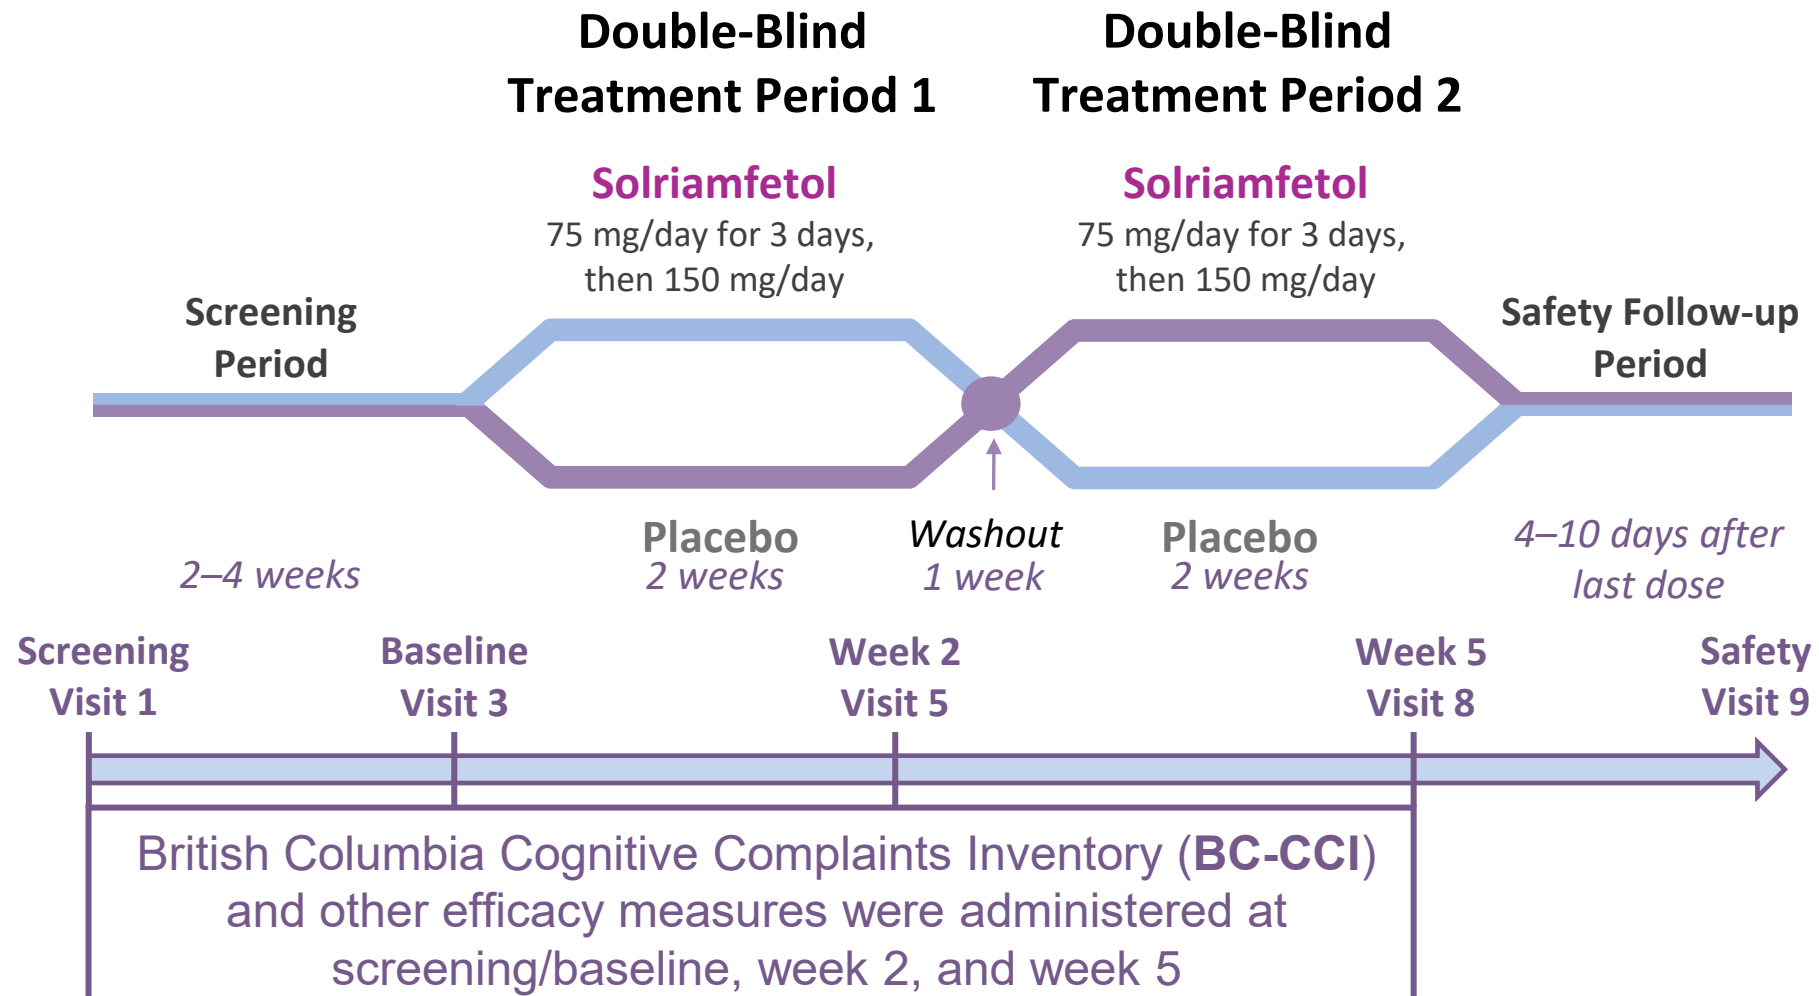 Double-Blind
Treatment Period 1
Double-Blind
Treatment Period 2
Solriamfetol
75 mg/day for 3 days,
then 150 mg/day
Solriamfetol
75 mg/day for 3 days,
then 150 mg/day
Screening
Period
Safety Follow-up
Period
2–4 weeks
Placebo
2 weeks
Washout
1 week
Placebo
2 weeks
4–10 days after
last dose
Screening
Visit 1
Baseline
Visit 3
Week 2
Visit 5
Week 5
Visit 8
Safety
Visit 9
British Columbia Cognitive Complaints Inventory (BC-CCI)
and other efficacy measures were administered at
screening/baseline, week 2, and week 5